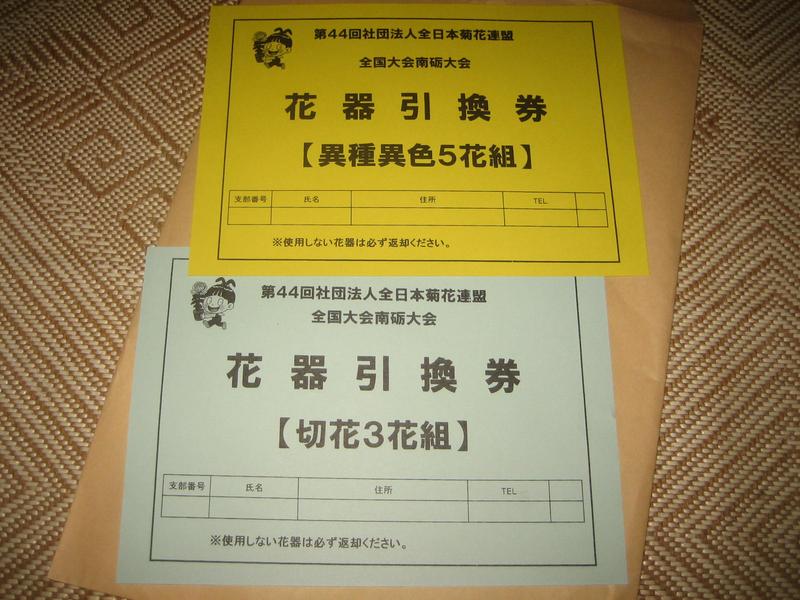 第44回社団法人全日本菊花連盟
全国大会南砺大会
花器引換券
【異種異色5花組】
支部番号 氏名 住所 TEL
※使用しない花器は必ず返却ください。
第44回社団法人全日本菊花連盟
全国大会南砺大会
花器引換券
【切花3花組】
支部番号 氏名 住所 TEL
※使用しない花器は必ず返却ください。